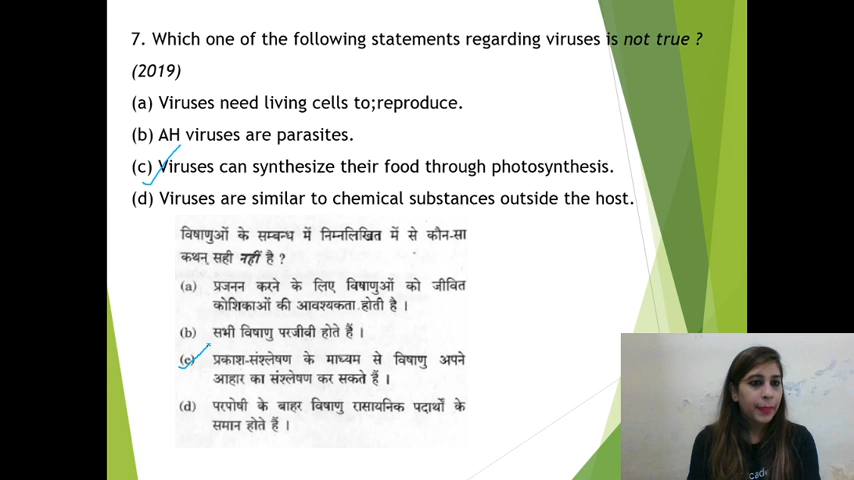 7. Which one of the following statements regarding viruses is not true ?
(2019)
(a) Viruses need living cells to;reproduce.
(b) AH viruses are parasites.
(c) Viruses can synthesize their food through photosynthesis.
(d) Viruses are similar to chemical substances outside the host.
विषाणुओं के सम्बन्ध में निम्नलिखित में से कौन-सा
कथन सही नहीं है ?
(a) प्रजनन करने के लिए विषाणुओं को जीवित
कोशिकाओं की आवश्यकता होती है ।
(b) सभी विषाणु परजीवी होते हैं ।
(c) प्रकाश-संश्लेषण के माध्यम से विषाणु अपने
आहार का संश्लेषण कर सकते हैं ।
(d) परपोषी के बाहर विषाणु रासायनिक पदार्थों के
समान होते हैं ।